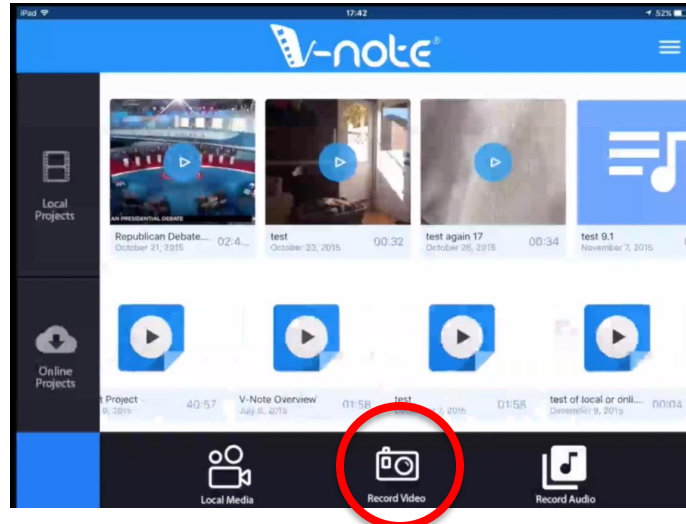 iPad 17:42 52%
V-note®
Local
Projects
AN PRESIDENTIAL DEBATE
Republican Debate... 02:4...
October 21, 2015
test 00:32
October 23, 2015
test again 17 00:34
October 26, 2015
test 9.1
November 7, 2015
Online
Projects
t Project - 40:57
2015
V-Note Overview 01:58
July 6, 2015
test 01:58
7, 2015
test of local or onli... 00:04
December 9, 2015
Local Media
Record Video
Record Audio